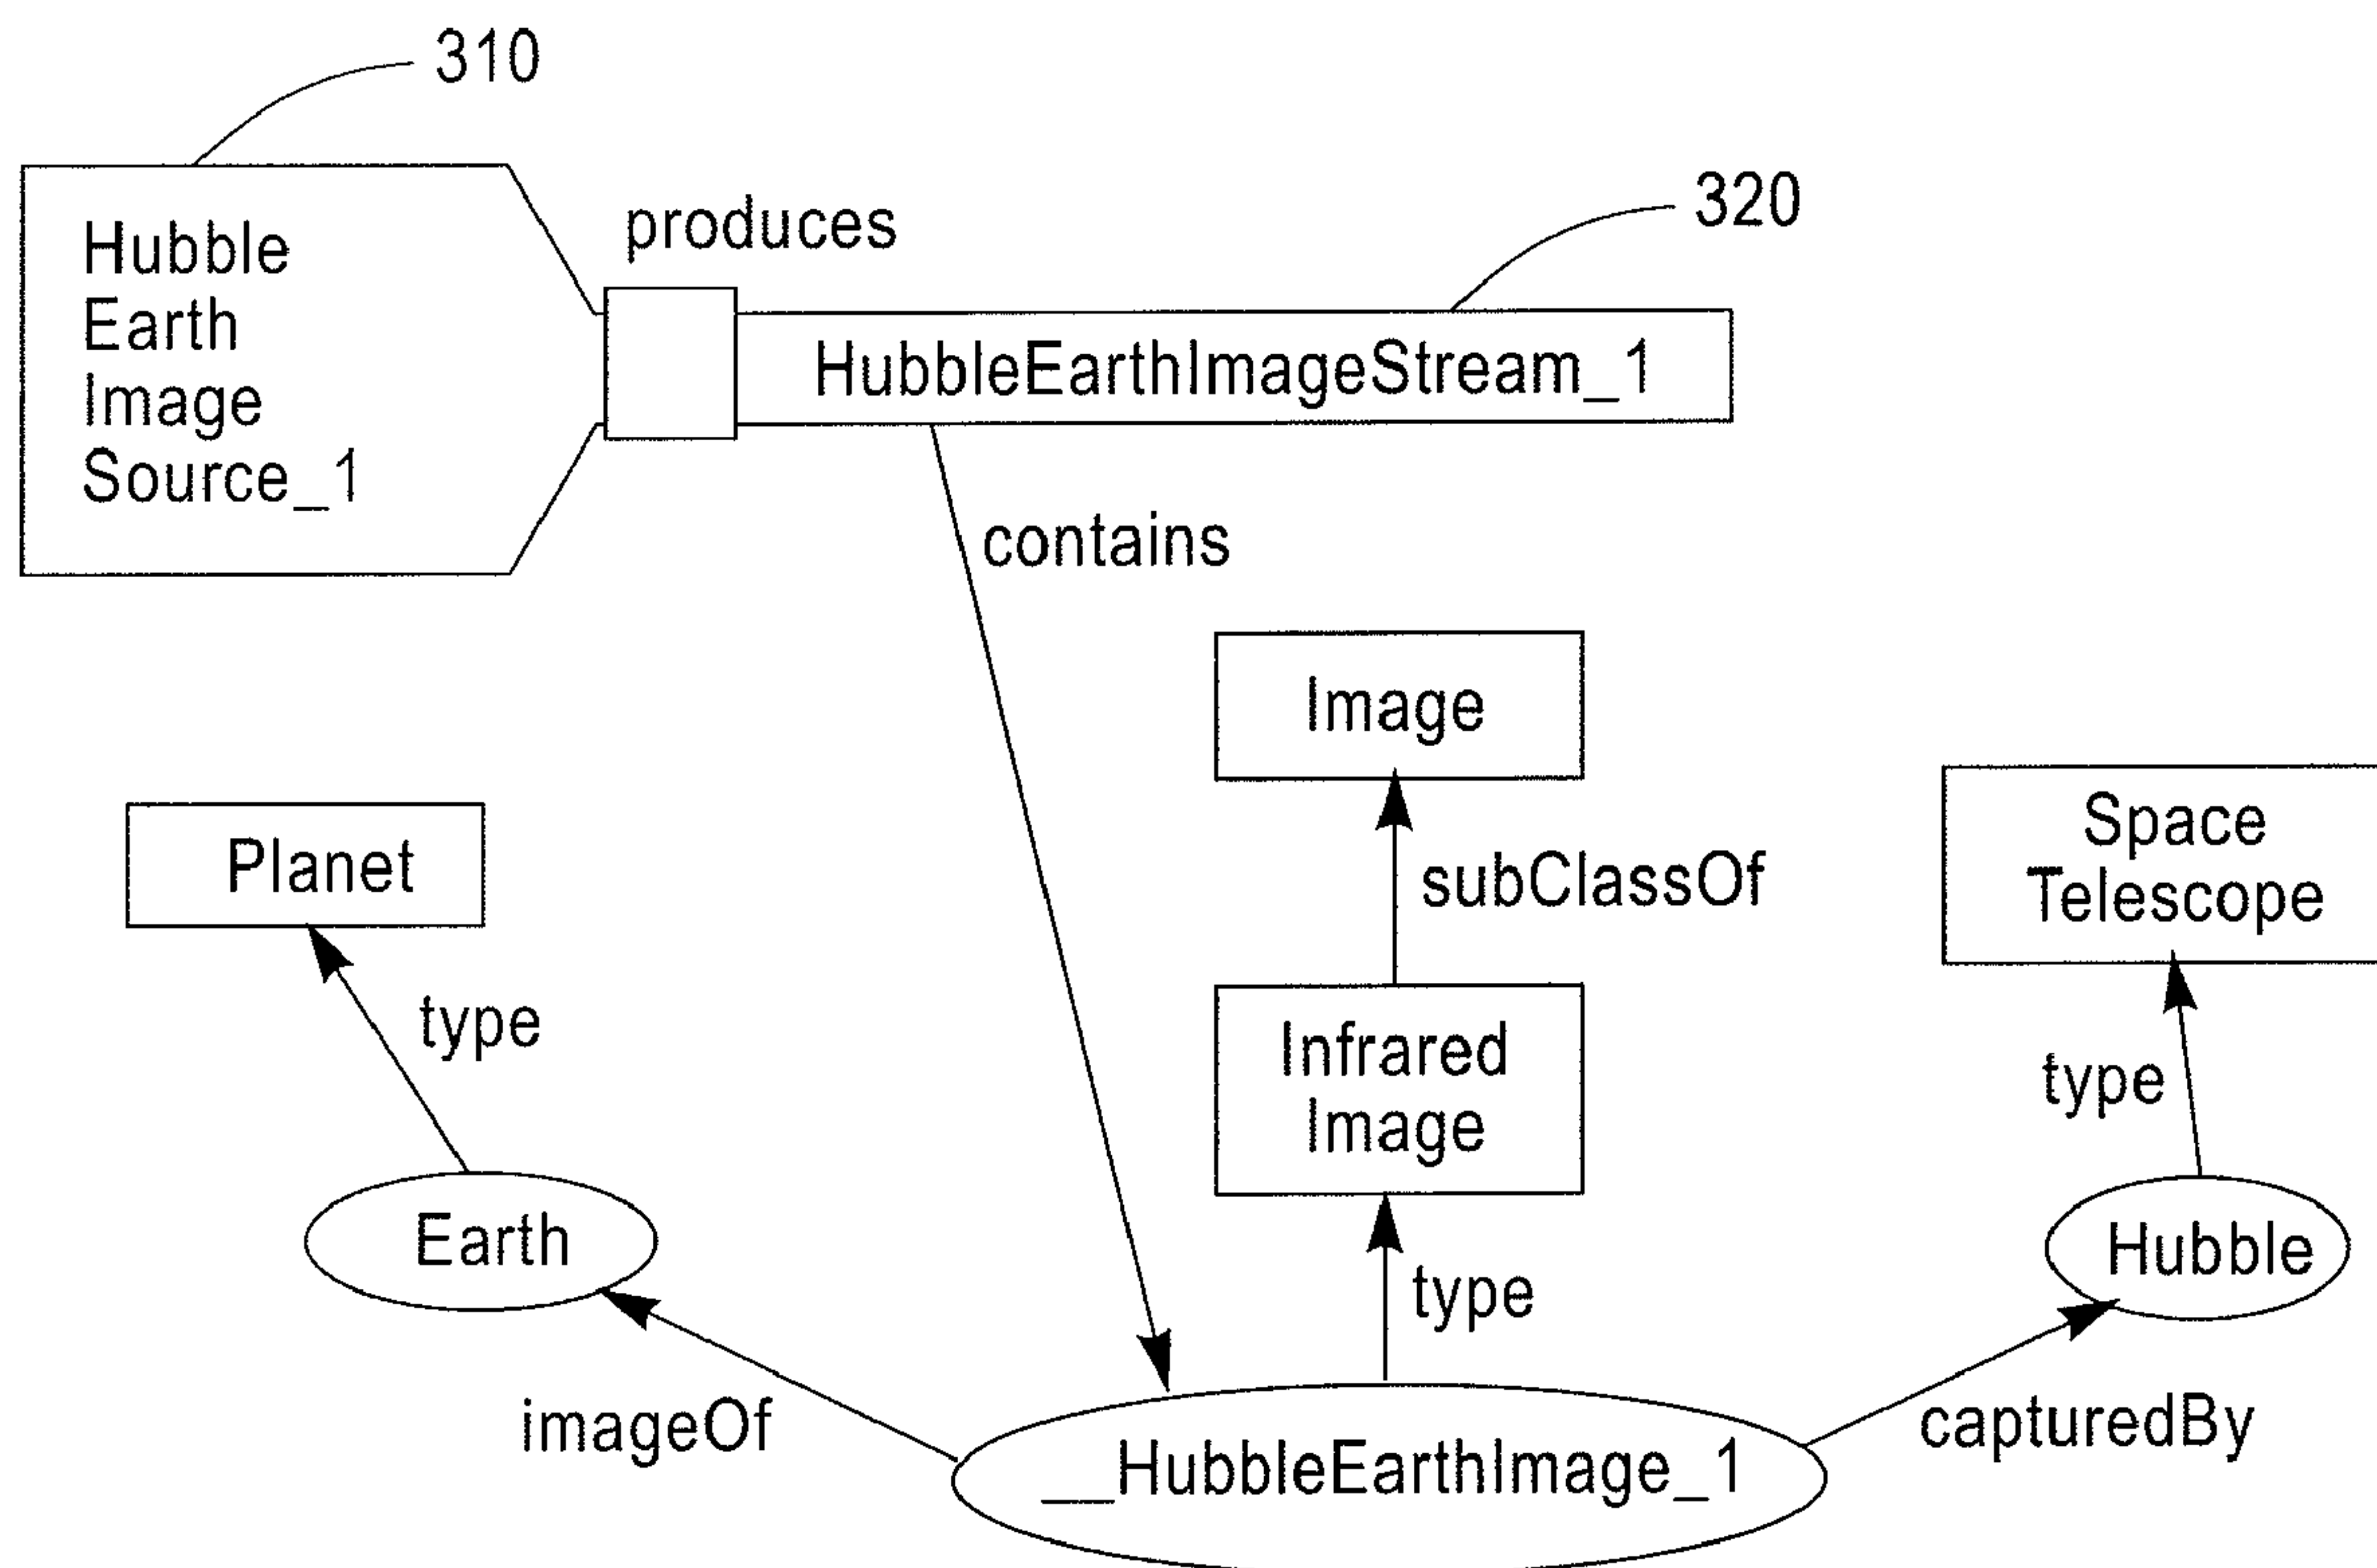 310
Hubble
Earth
Image
Source_1
produces
320
HubbleEarthImageStream_1
contains
Image
subClassOf
Planet
Space
Telescope
type
Infrared
Image
type
Earth
Hubble
type
imageOf
capturedBy
__HubbleEarthImage_1